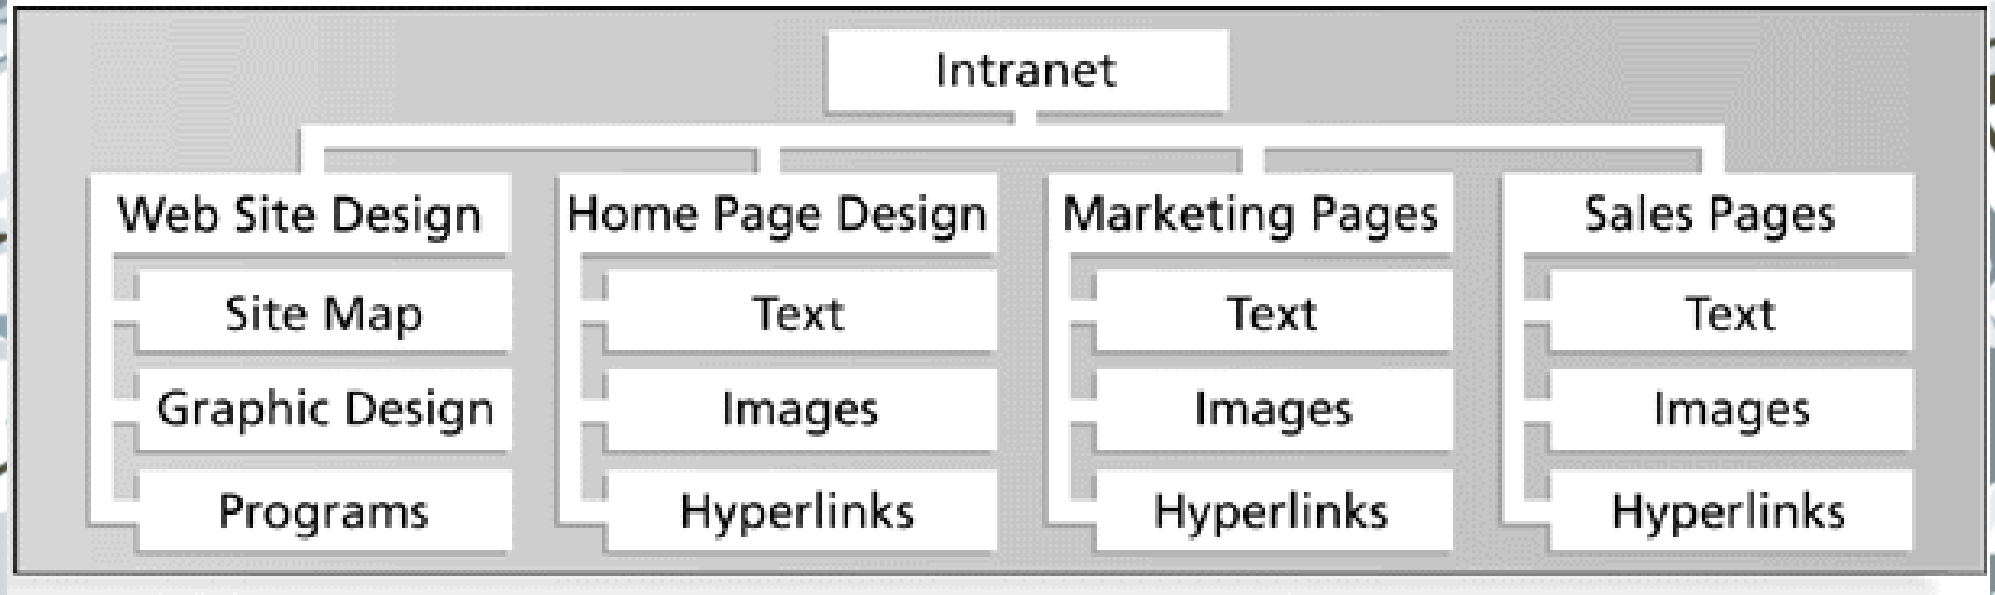 Intranet
Web Site Design
Site Map
Graphic Design
Programs
Home Page Design
Text
Images
Hyperlinks
Marketing Pages
Text
Images
Hyperlinks
Sales Pages
Text
Images
Hyperlinks